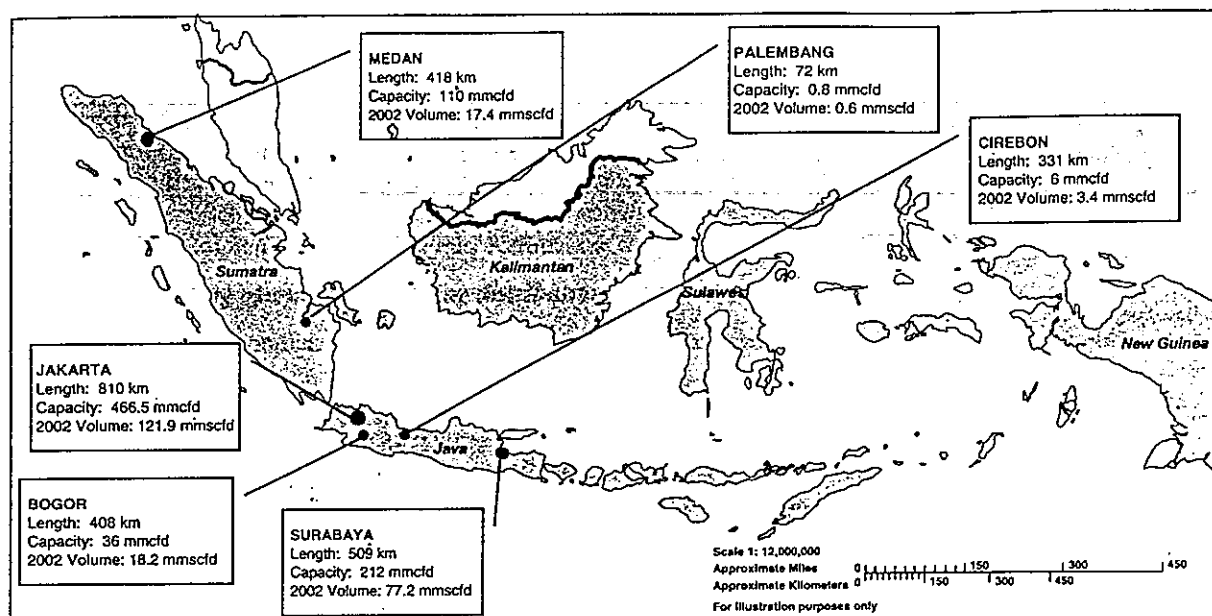 MEDAN
Length: 418 km
Capacity: 110 mmcfd
2002 Volume: 17.4 mmscfd
PALEMBANG
Length: 72 km
Capacity: 0.8 mmcfd
2002 Volume: 0.6 mmscfd
CIREBON
Length: 331 km
Capacity: 6 mmcfd
2002 Volume: 3.4 mmscfd
Sumatra
Kalimantan
Sulawesi
New Guinea
JAKARTA
Length: 810 km
Capacity: 466.5 mmcfd
2002 Volume: 121.9 mmscfd
Java
BOGOR
Length: 408 km
Capacity: 36 mmcfd
2002 Volume: 18.2 mmscfd
SURABAYA
Length: 509 km
Capacity: 212 mmcfd
2002 Volume: 77.2 mmscfd
Scale 1: 12,000,000
Approximate Miles 0 150 300 450
Approximate Kilometers 0 150 300 450
For illustration purposes only